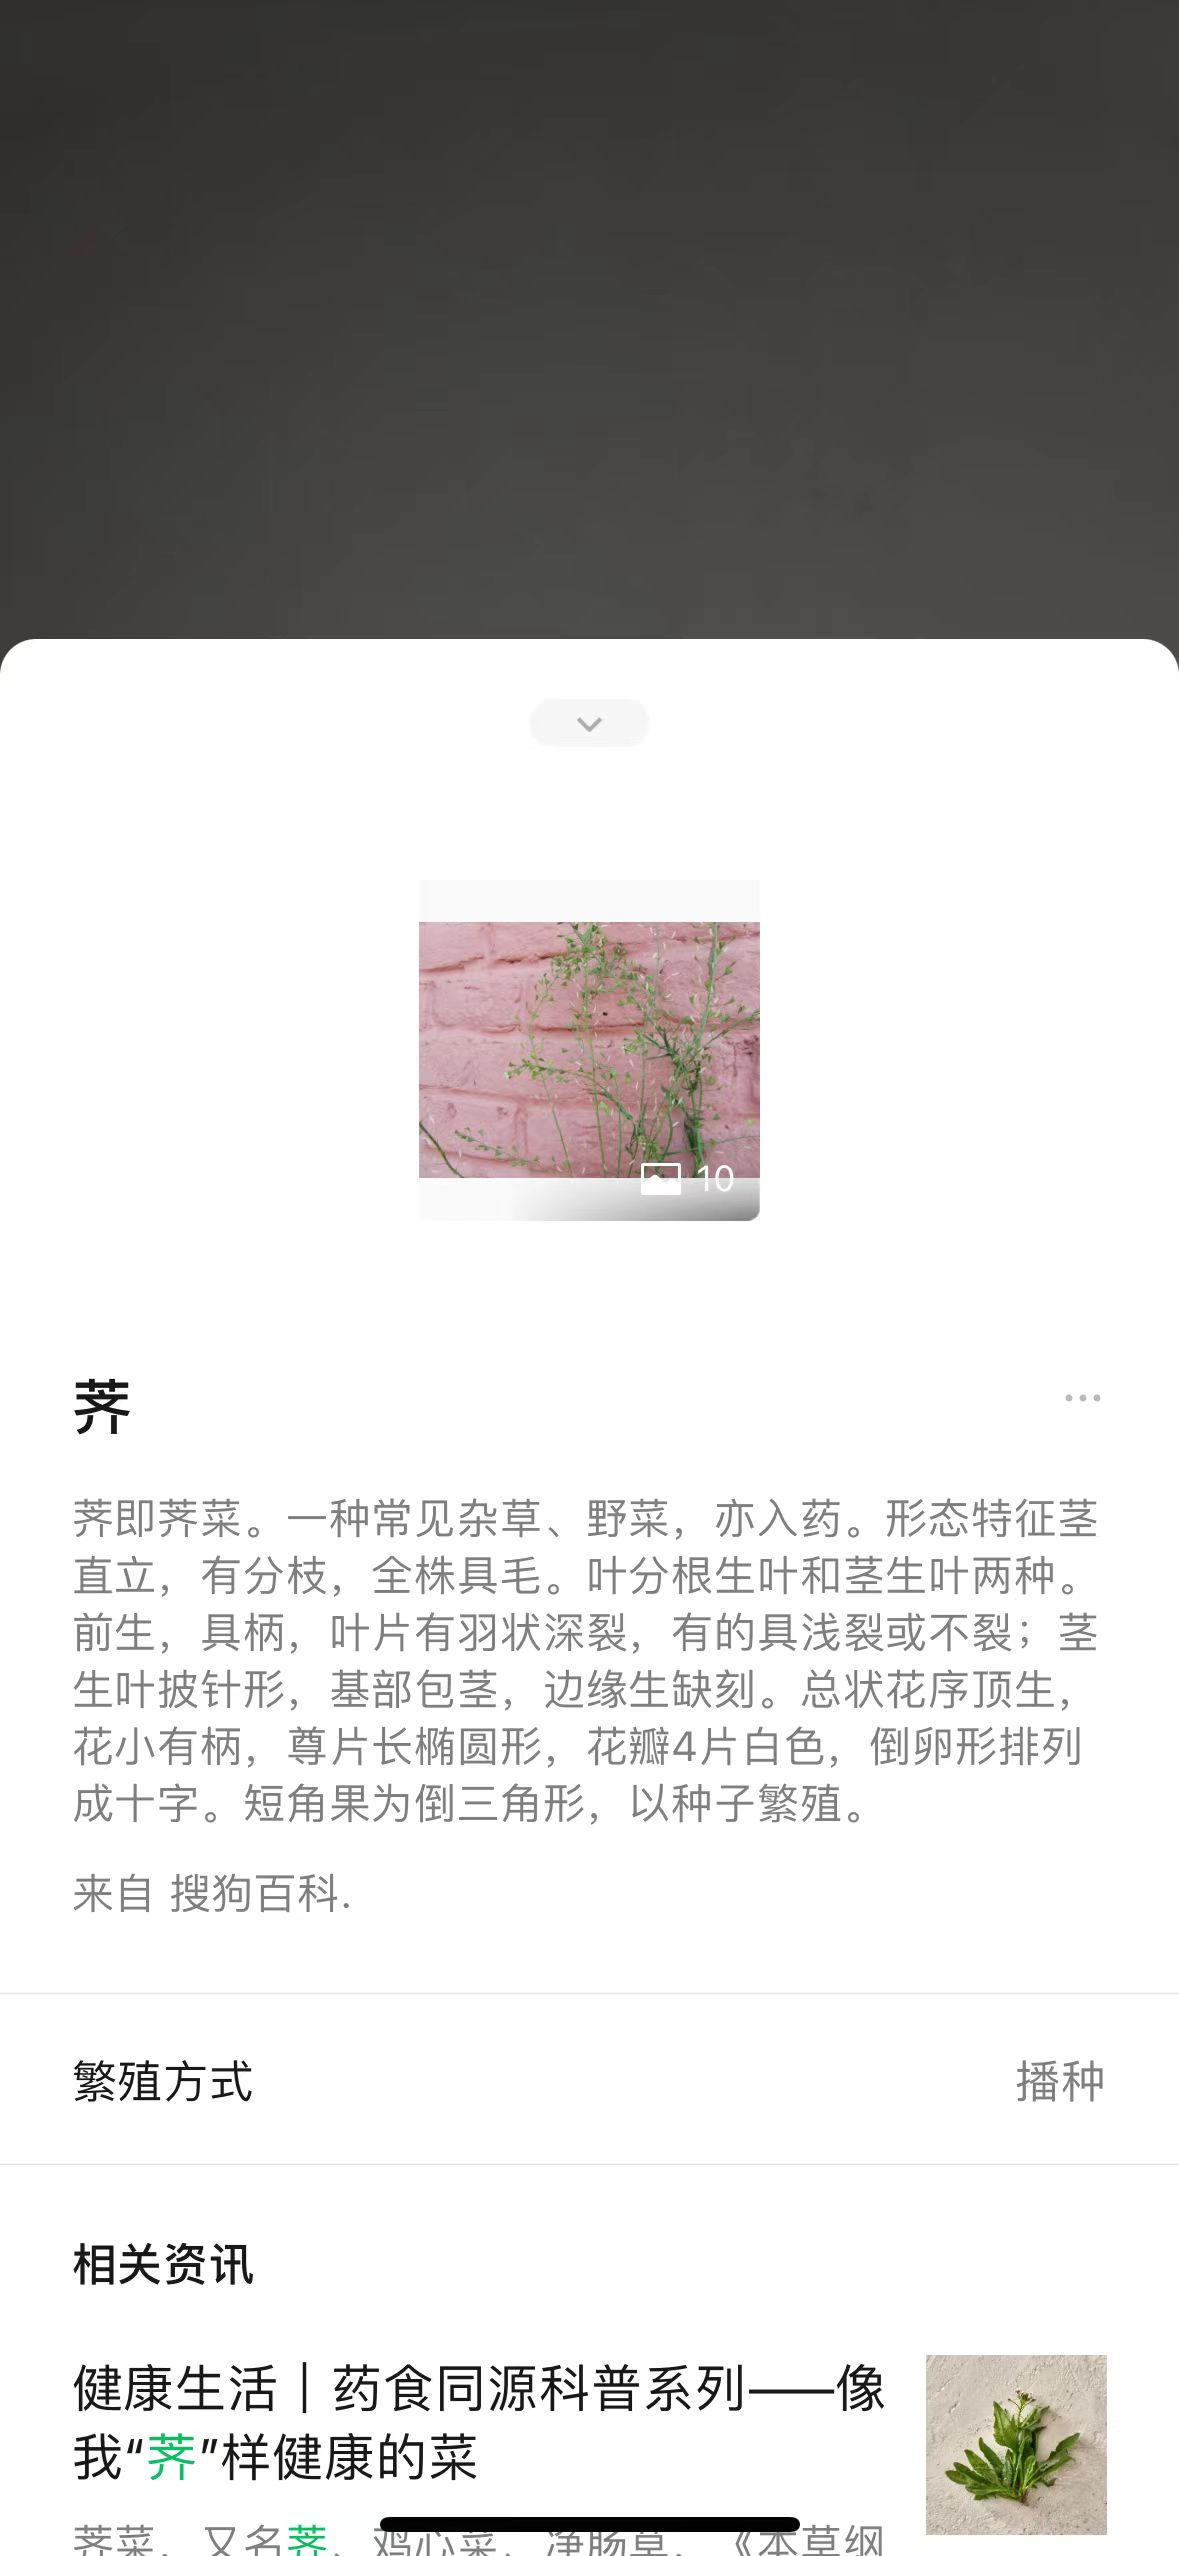 10
荠
荠即荠菜。一种常见杂草、野菜，亦入药。形态特征茎
直立，有分枝，全株具毛。叶分根生叶和茎生叶两种。
前生，具柄，叶片有羽状深裂，有的具浅裂或不裂；茎
生叶披针形，基部包茎，边缘生缺刻。总状花序顶生，
花小有柄，尊片长椭圆形，花瓣4片白色，倒卵形排列
成十字。短角果为倒三角形，以种子繁殖。
来自 搜狗百科.
繁殖方式
播种
相关资讯
健康生活｜药食同源科普系列——像
我“荠”样健康的菜
荠菜，又名荠、鸡心菜、净肠草，《本草纲